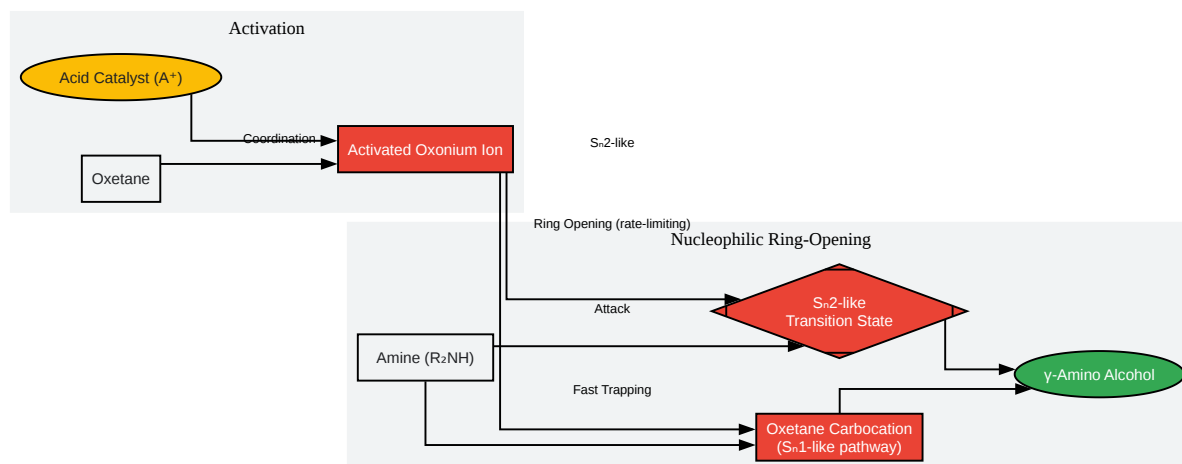 Activation
Acid Catalyst (A⁺)
Coordination
Activated Oxonium Ion
Oxetane
Sₙ2-like
Ring Opening (rate-limiting)
Nucleophilic Ring-Opening
Sₙ2-like
Transition State
Attack
Amine (R₂NH)
γ-Amino Alcohol
Fast Trapping
Oxetane Carbocation
(Sₙ1-like pathway)